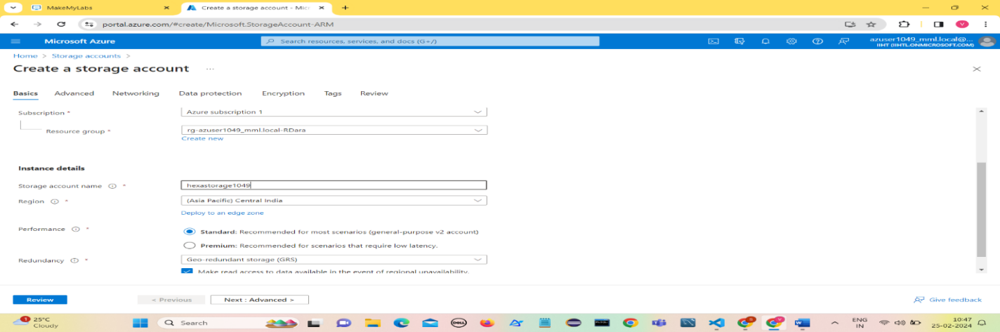 MakeMyLabs
Create a storage account - Micr
portal.azure.com/#create/Microsoft.StorageAccount-ARM
V
Microsoft Azure
Search resources, services, and docs (G+/)
azuser1049_mml.local@...
IIHT (IIHTL.ONMICROSOFT.COM)
Home > Storage accounts >
Create a storage account ...
Basics Advanced Networking Data protection Encryption Tags Review
Subscription * Azure subscription 1
Resource group * rg-azuser1049_mml.local-RDara
Create new
Instance details
Storage account name * hexastorage1049
Region * (Asia Pacific) Central India
Deploy to an edge zone
Performance * Standard: Recommended for most scenarios (general-purpose v2 account)
Premium: Recommended for scenarios that require low latency.
Redundancy * Geo-redundant storage (GRS)
Make read access to data available in the event of regional unavailability.
Review < Previous Next : Advanced > Give feedback
1 25°C
Cloudy
Search
ENG
IN
10:47
25-02-2024